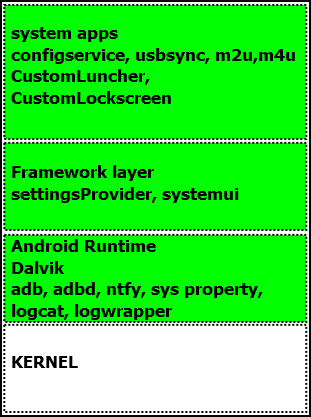 system apps
configservice, usbsync, m2u,m4u
CustomLuncher,
CustomLockscreen
Framework layer
settingsProvider, systemui
Android Runtime
Dalvik
adb, adbd, ntfy, sys property,
logcat, logwrapper
KERNEL